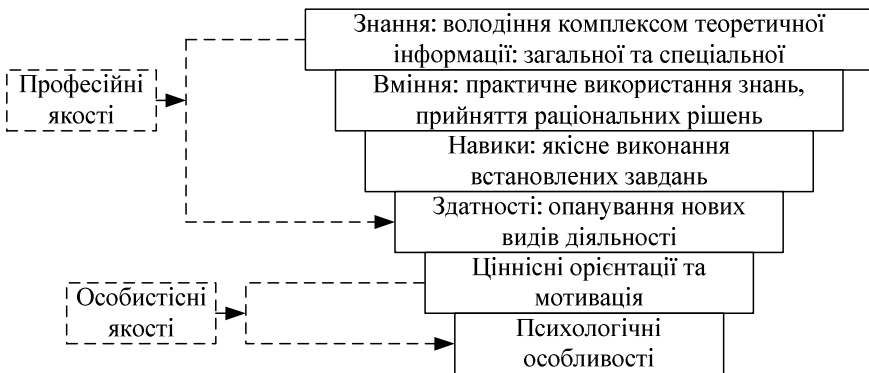 Знання: володіння комплексом теоретичної
інформації: загальної та спеціальної
Професійні
якості
Вміння: практичне використання знань,
прийняття раціональних рішень
Навики: якісне виконання
встановлених завдань
Здатності: опанування нових
видів діяльності
Ціннісні орієнтації та
мотивація
Особистісні
якості
Психологічні
особливості